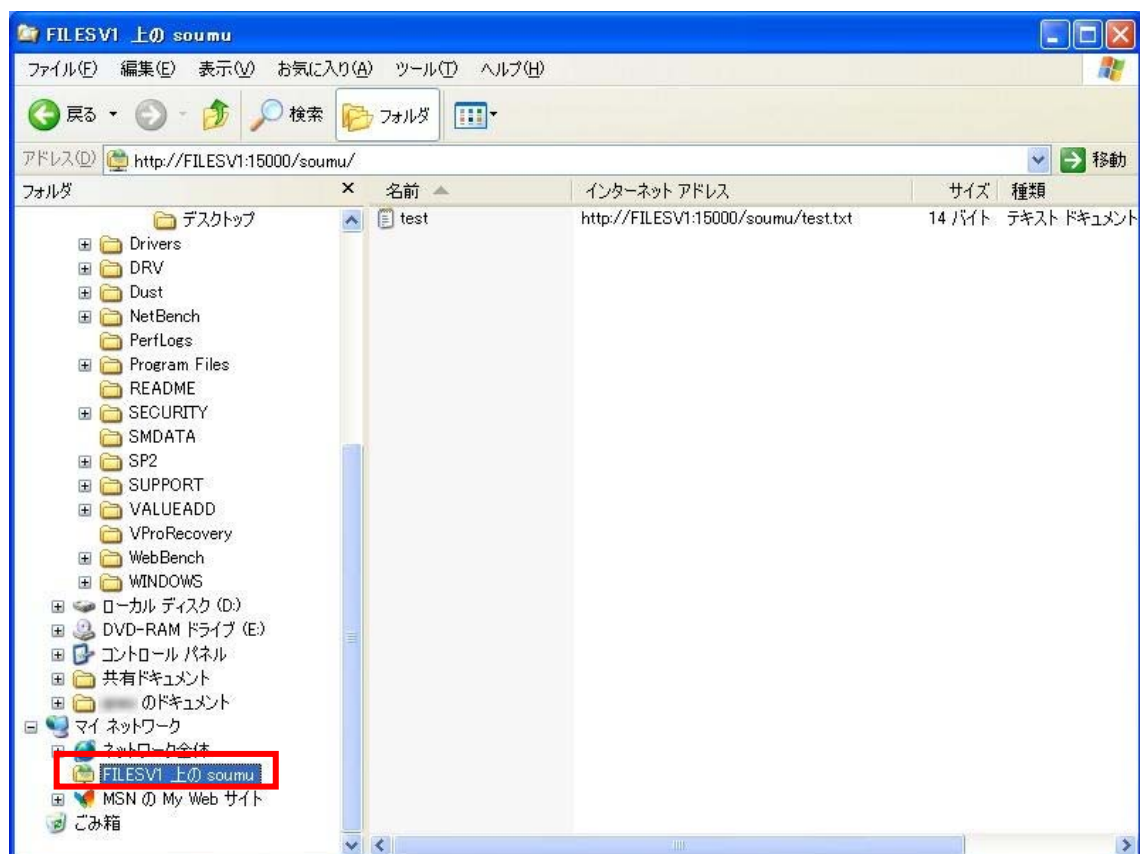 FILESV1 上の soumu
ファイル(F) 編集(E) 表示(V) お気に入り(A) ツール(T) ヘルプ(H)
戻る 検索 フォルダ
アドレス(D) http://FILESV1:15000/soumu/ 移動
フォルダ × 名前 インターネット アドレス サイズ 種類
デスクトップ test http://FILESV1:15000/soumu/test.txt 14 バイト テキスト ドキュメント
Drivers
DRV
Dust
NetBench
PerfLogs
Program Files
README
SECURITY
SMDATA
SP2
SUPPORT
VALUEADD
VProRecovery
WebBench
WINDOWS
ローカル ディスク (D:)
DVD-RAM ドライブ (E:)
コントロール パネル
共有ドキュメント
のドキュメント
マイ ネットワーク
ネットワーク全体
FILESV1 上の soumu
MSN の My Web サイト
ごみ箱